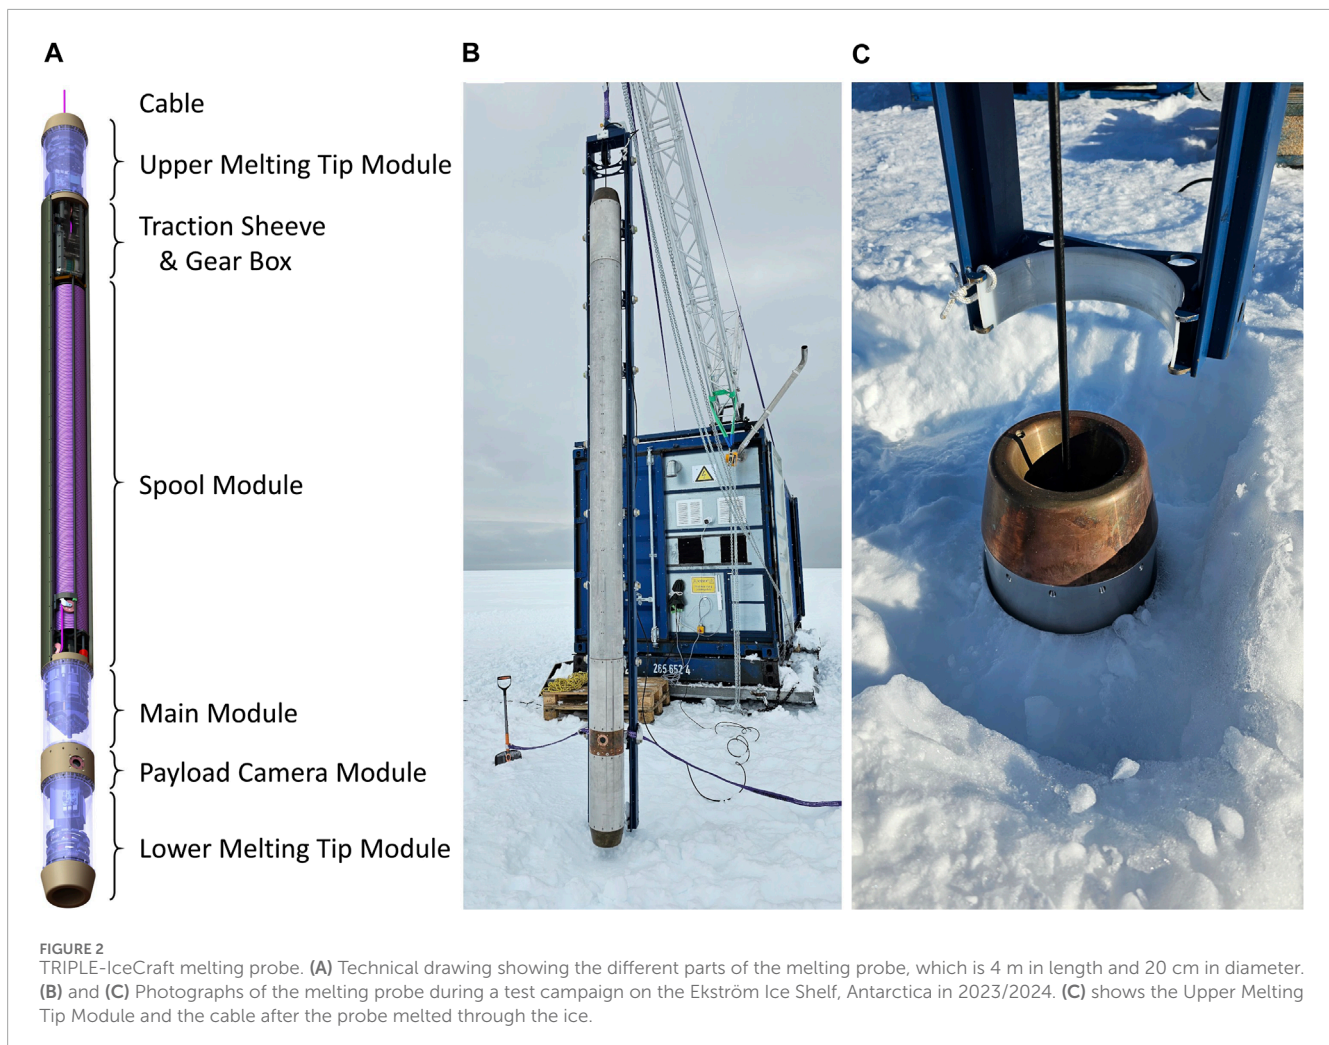 A
B
C
Cable
Upper Melting Tip Module
Traction Sheeve
& Gear Box
Spool Module
Main Module
Payload Camera Module
Lower Melting Tip Module
265 652 4
FIGURE 2
TRIPLE-IceCraft melting probe. (A) Technical drawing showing the different parts of the melting probe, which is 4 m in length and 20 cm in diameter.
(B) and (C) Photographs of the melting probe during a test campaign on the Ekström Ice Shelf, Antarctica in 2023/2024. (C) shows the Upper Melting
Tip Module and the cable after the probe melted through the ice.